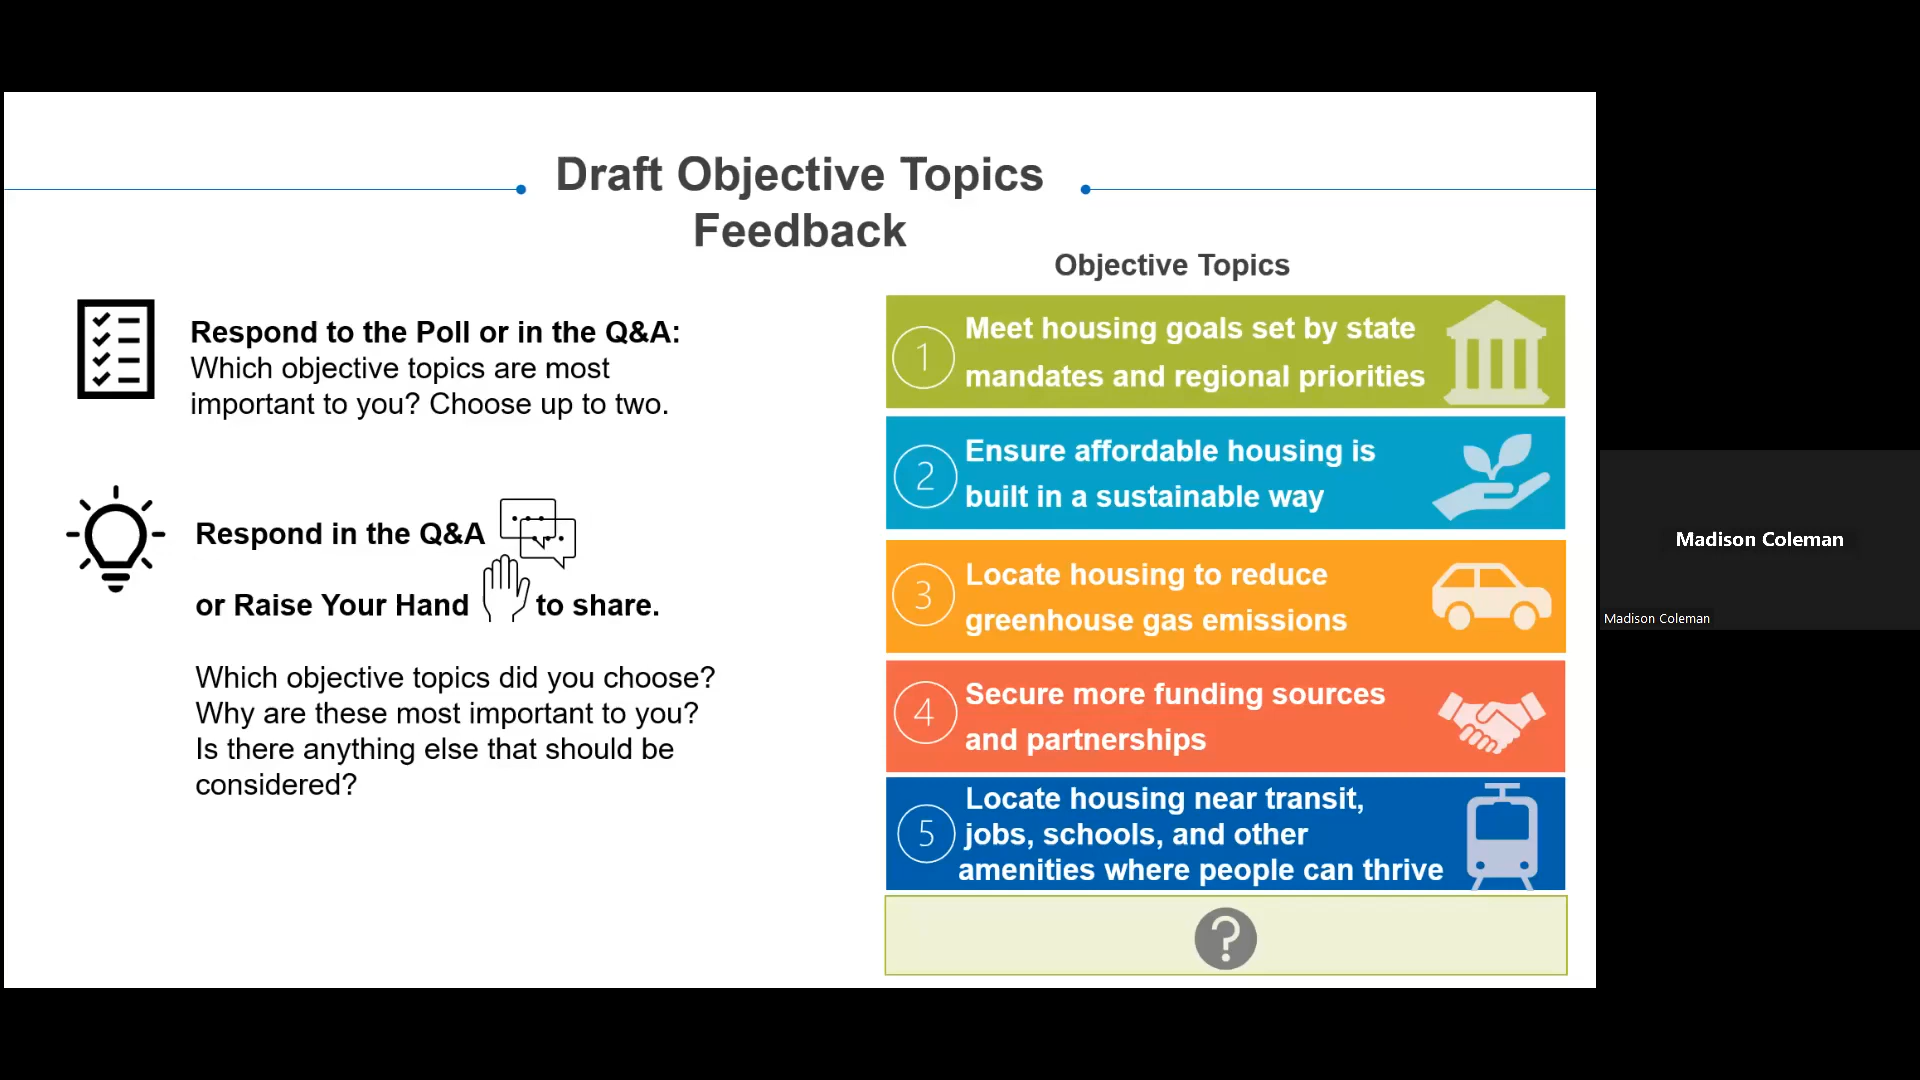 Draft Objective Topics
Feedback
Respond to the Poll or in the Q&A:
Which objective topics are most
important to you? Choose up to two.
Respond in the Q&A
or Raise Your Hand to share.
Which objective topics did you choose?
Why are these most important to you?
Is there anything else that should be
considered?
Objective Topics
1
Meet housing goals set by state
mandates and regional priorities
2
Ensure affordable housing is
built in a sustainable way
3
Locate housing to reduce
greenhouse gas emissions
4
Secure more funding sources
and partnerships
5
Locate housing near transit,
jobs, schools, and other
amenities where people can thrive
?
Madison Coleman
Madison Coleman